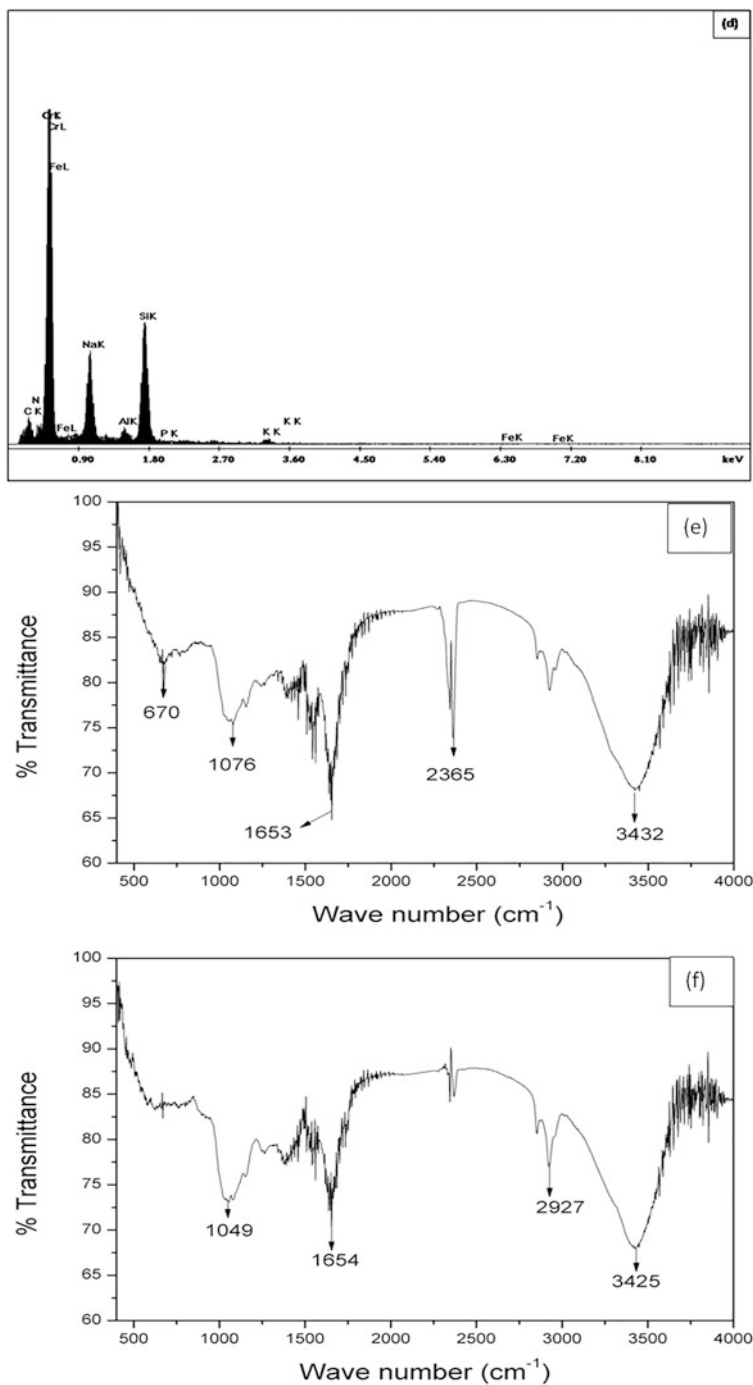 (d)
CrL
FeL
SiK
NaK
N
C K
FeL
AlK
P K
K K
K K
FeK
FeK
0.90 1.80 2.70 3.60 4.50 5.40 6.30 7.20 8.10 keV
(e)
% Transmittance
100
95
90
85
80
75
70
65
60
670
1076
1653
2365
3432
500 1000 1500 2000 2500 3000 3500 4000
Wave number (cm⁻¹)
(f)
% Transmittance
100
95
90
85
80
75
70
65
60
1049
1654
2927
3425
500 1000 1500 2000 2500 3000 3500 4000
Wave number (cm⁻¹)